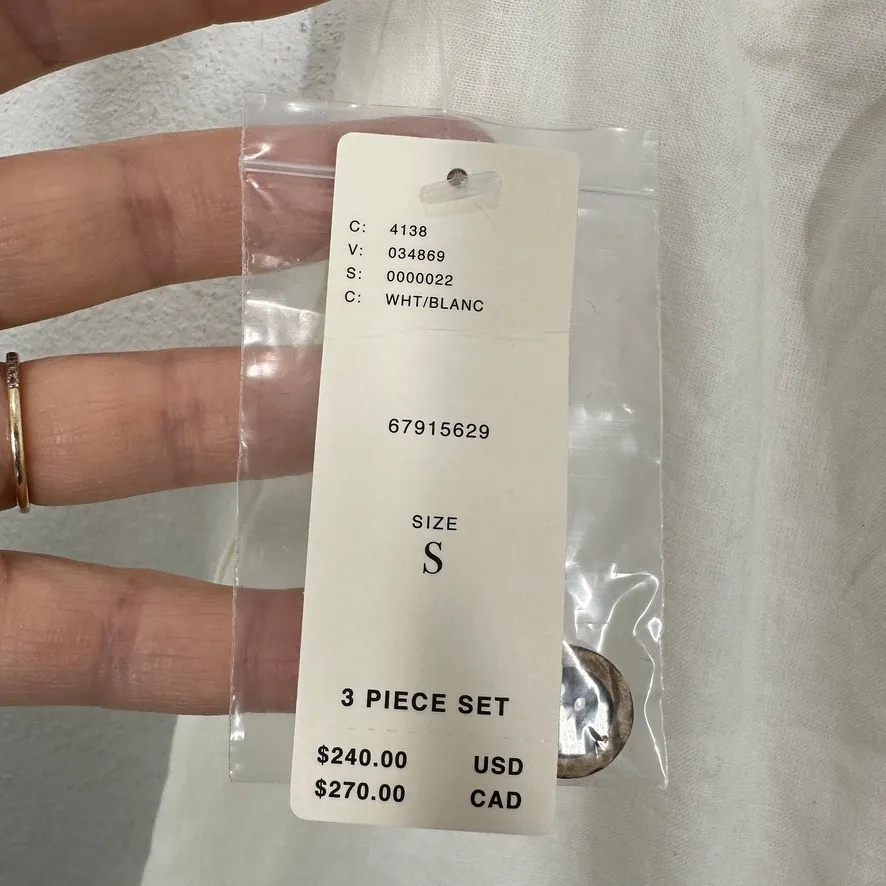 C: 4138
V: 034869
S: 0000022
C: WHT/BLANC
67915629
SIZE
S
3 PIECE SET
$240.00 USD
$270.00 CAD